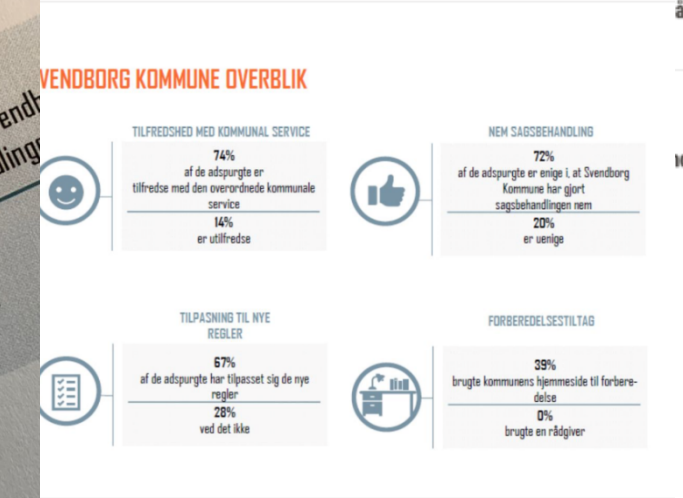 VENDBORG KOMMUNE OVERBLIK
TILFREDSHED MED KOMMUNAL SERVICE
74%
af de adspurgte er
tilfredse med den overordnede kommunale
service
14%
er utilfredse
NEM SAGSBEHANDLING
72%
af de adspurgte er enige i, at Svendborg
Kommune har gjort
sagsbehandlingen nem
20%
er uenige
TILPASNING TIL NYE
REGLER
67%
af de adspurgte har tilpasset sig de nye
regler
28%
ved det ikke
FORBEREDELSESTILTAG
39%
brugte kommunens hjemmeside til forbere-
delse
0%
brugte en rådgiver